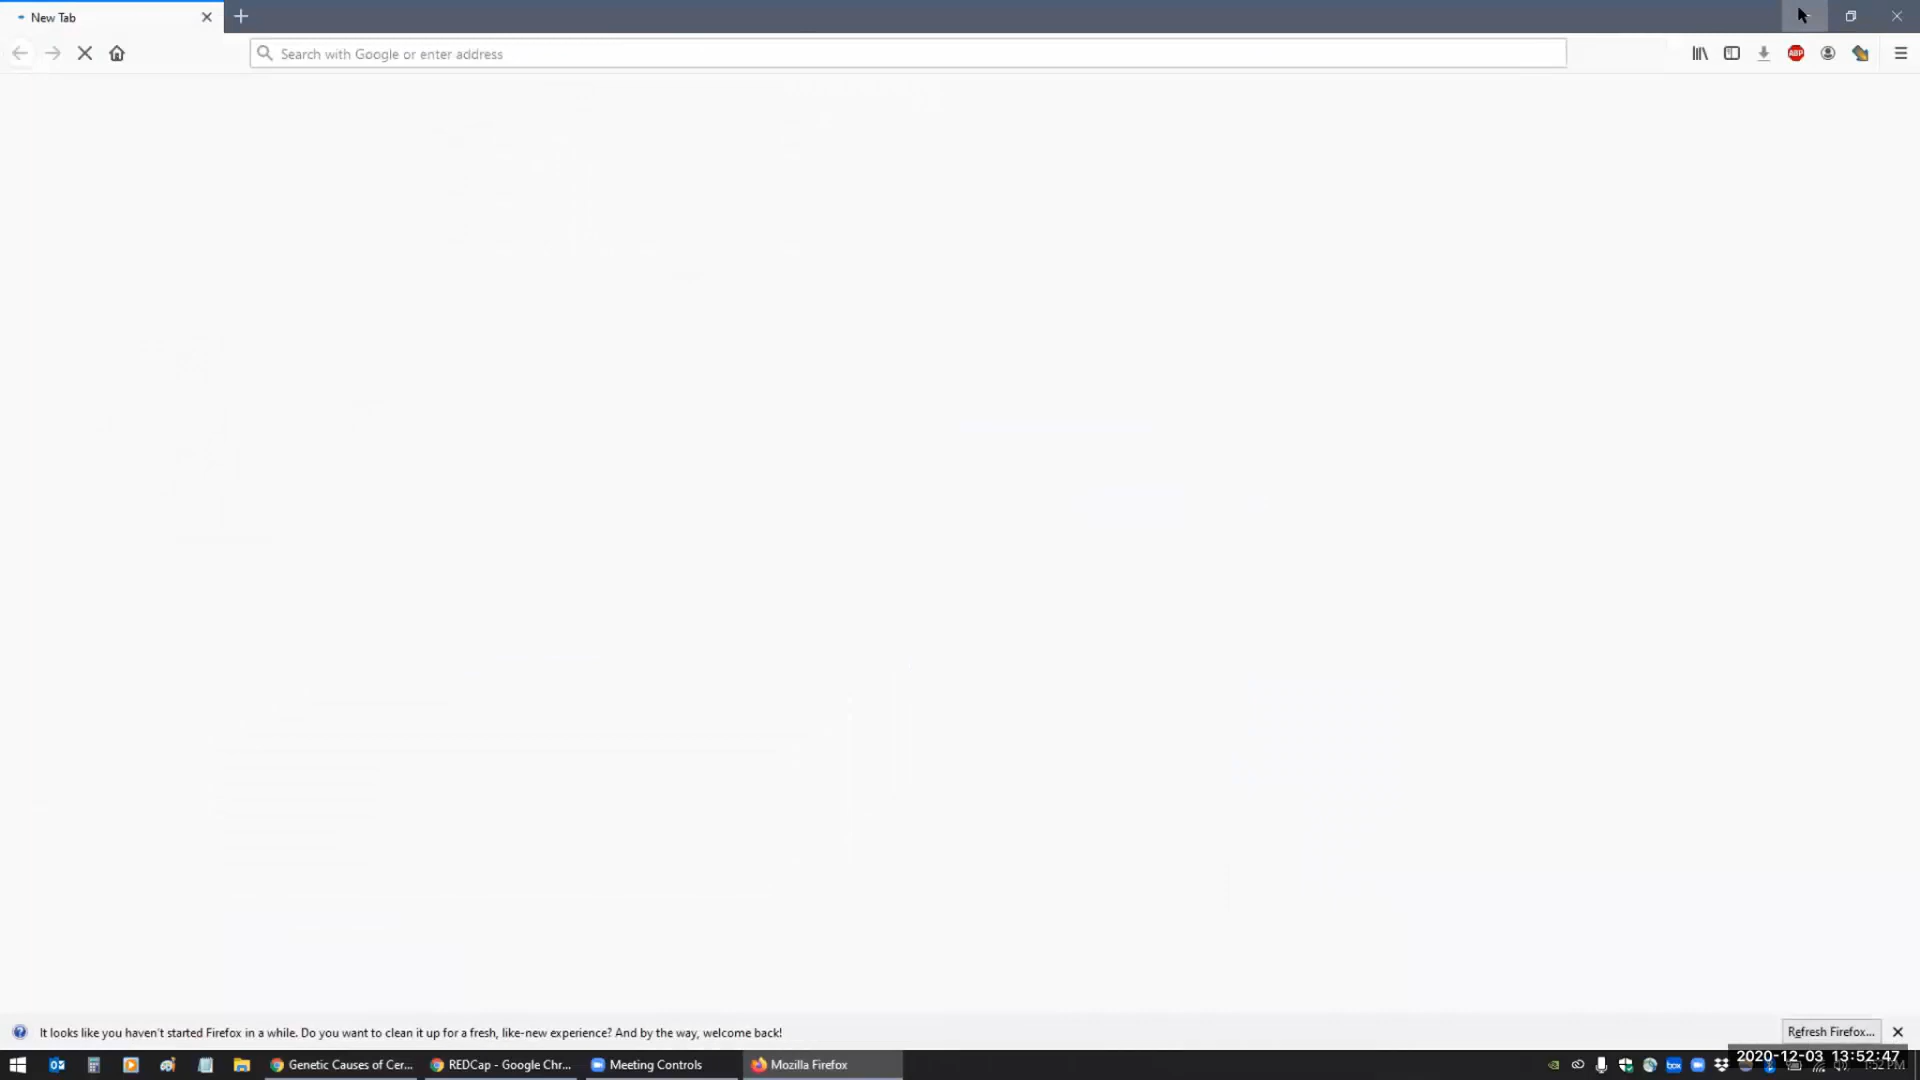 New Tab
Search with Google or enter address
ABP
It looks like you haven't started Firefox in a while. Do you want to clean it up for a fresh, like-new experience? And by the way, welcome back!
Refresh Firefox...
Genetic Causes of Cer...
REDCap - Google Chr...
Meeting Controls
Mozilla Firefox
box
2020-12-03 13:52:47